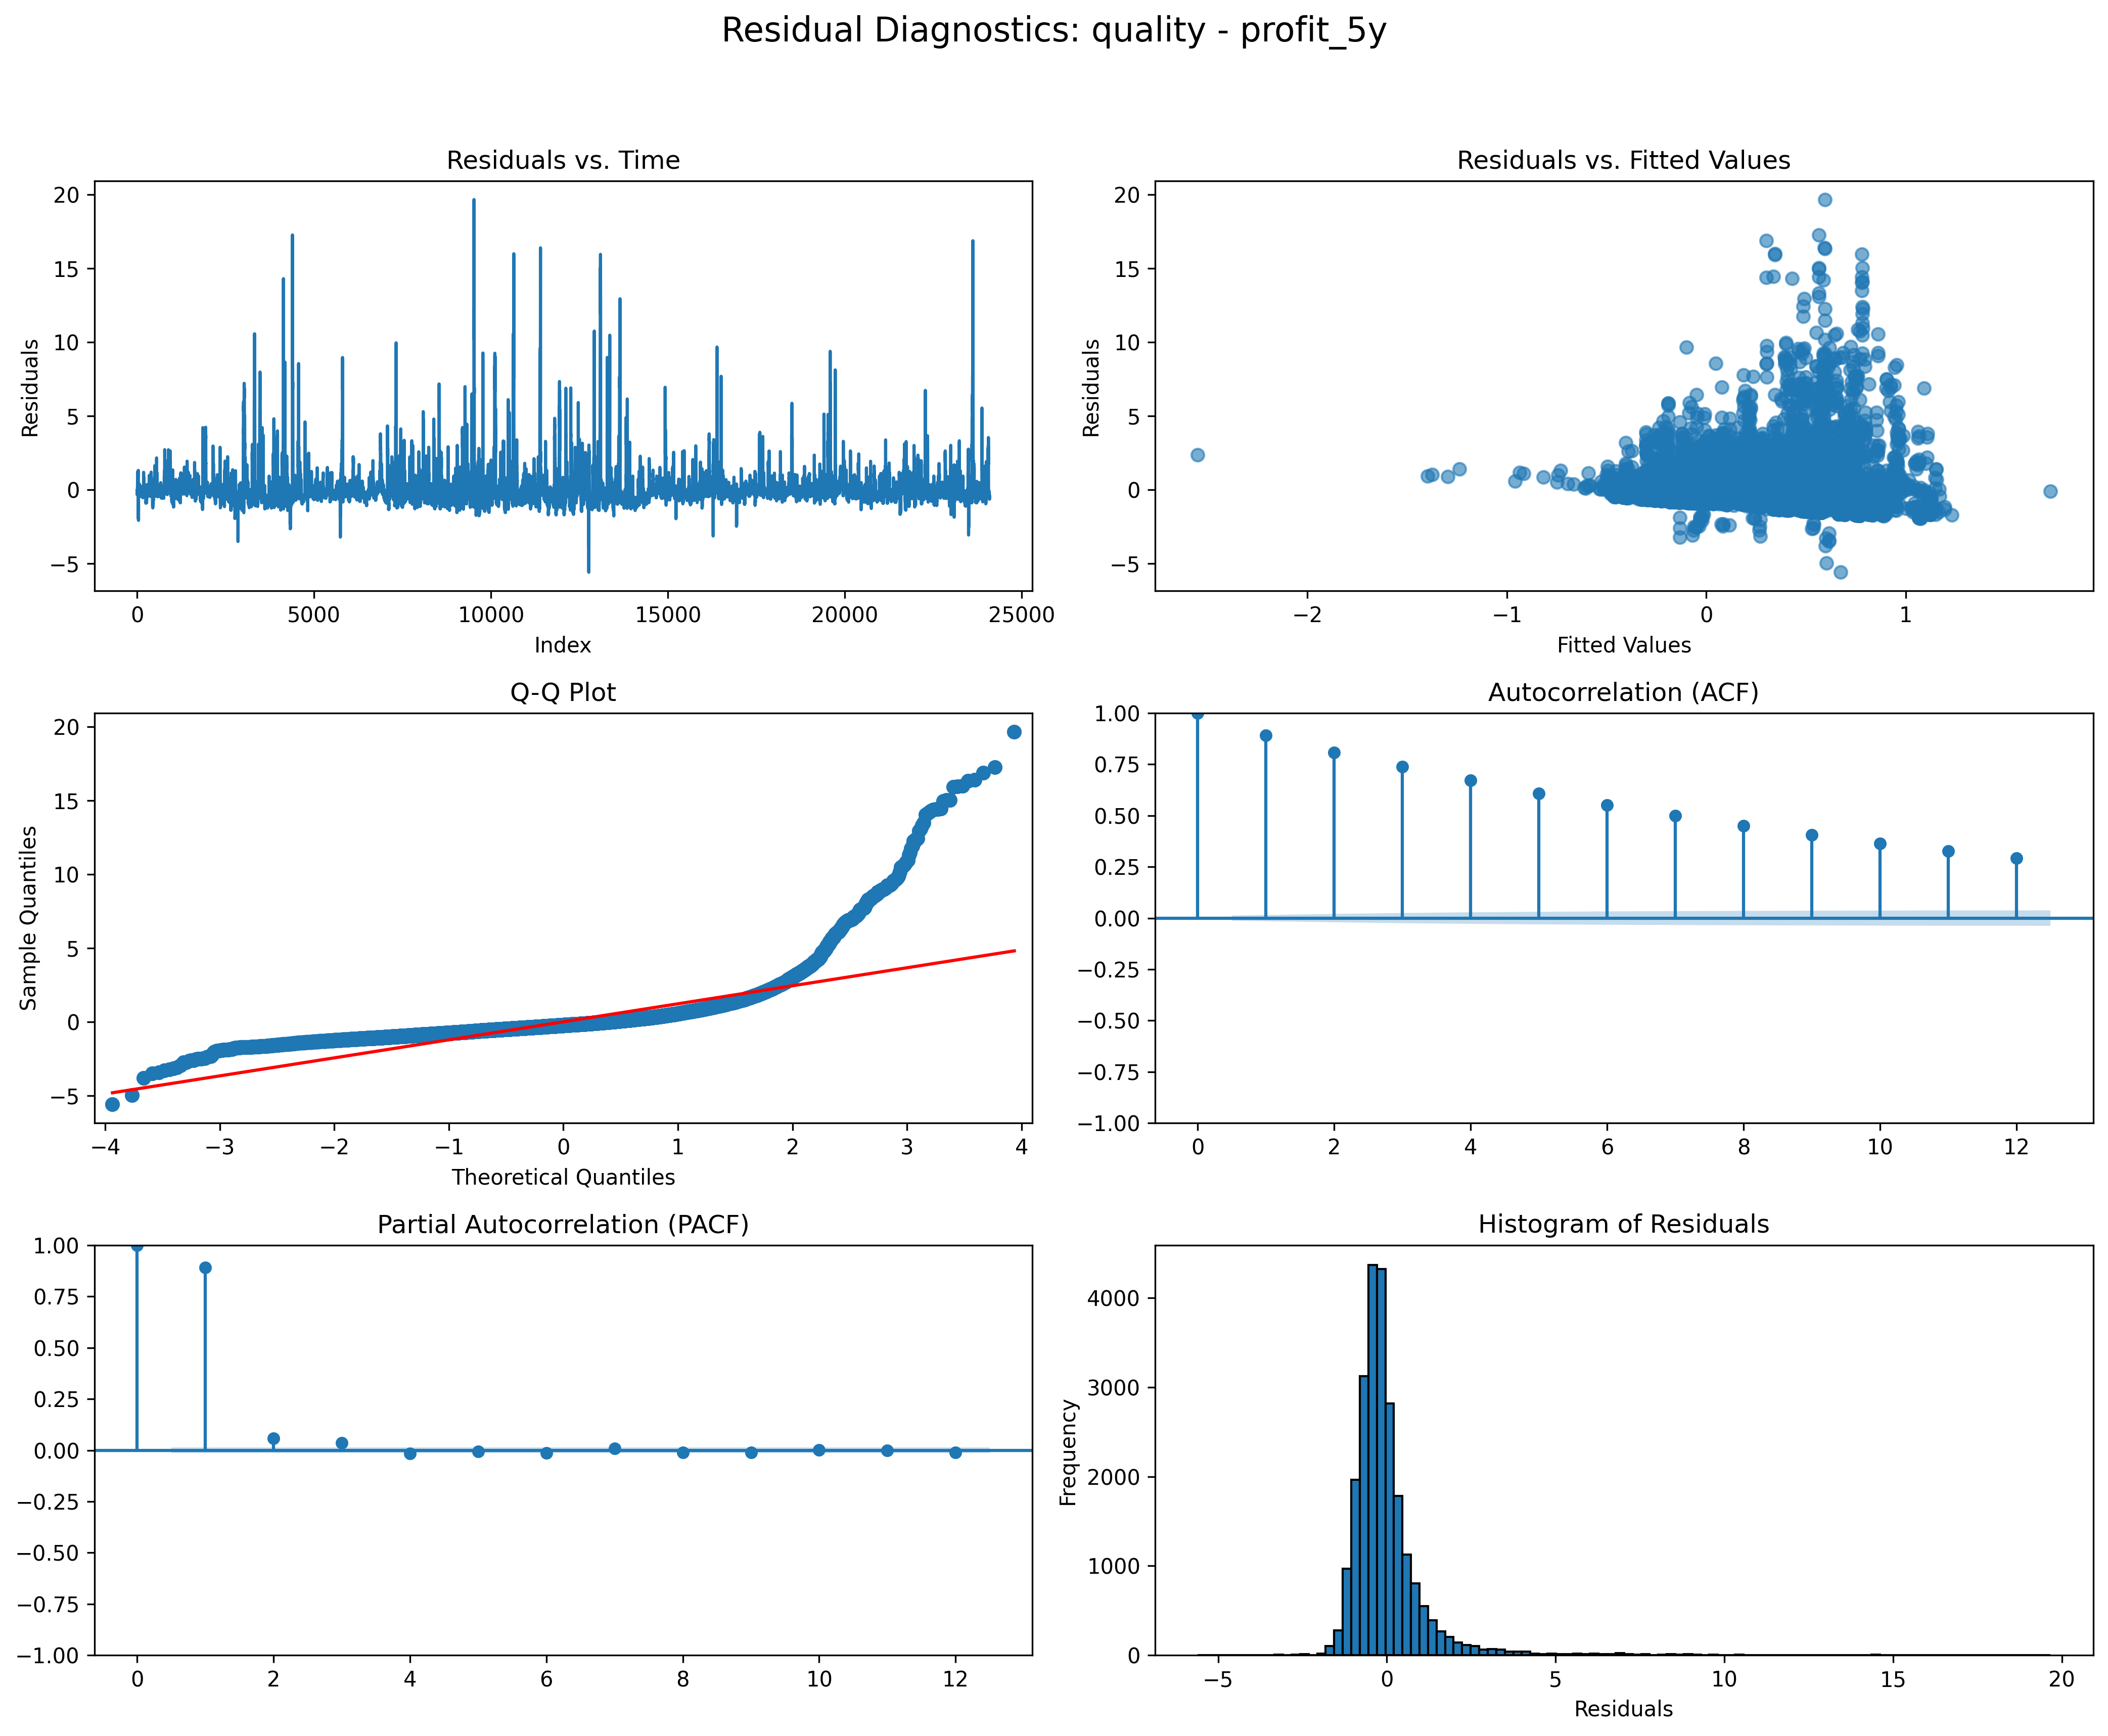 Residual Diagnostics: quality - profit_5y
Residuals vs. Time
Residuals
20
15
10
5
0
−5
0 5000 10000 15000 20000 25000
Index
Residuals vs. Fitted Values
Residuals
20
15
10
5
0
−5
−2 −1 0 1
Fitted Values
Q-Q Plot
Sample Quantiles
20
15
10
5
0
−5
−4 −3 −2 −1 0 1 2 3 4
Theoretical Quantiles
Autocorrelation (ACF)
1.00
0.75
0.50
0.25
0.00
−0.25
−0.50
−0.75
−1.00
0 2 4 6 8 10 12
Partial Autocorrelation (PACF)
1.00
0.75
0.50
0.25
0.00
−0.25
−0.50
−0.75
−1.00
0 2 4 6 8 10 12
Histogram of Residuals
Frequency
4000
3000
2000
1000
0
−5 0 5 10 15 20
Residuals